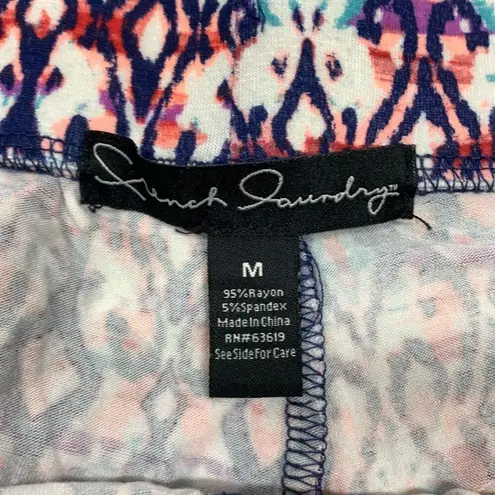 French Laundry™
M
95%Rayon
5%Spandex
Made In China
RN#63619
See Side For Care